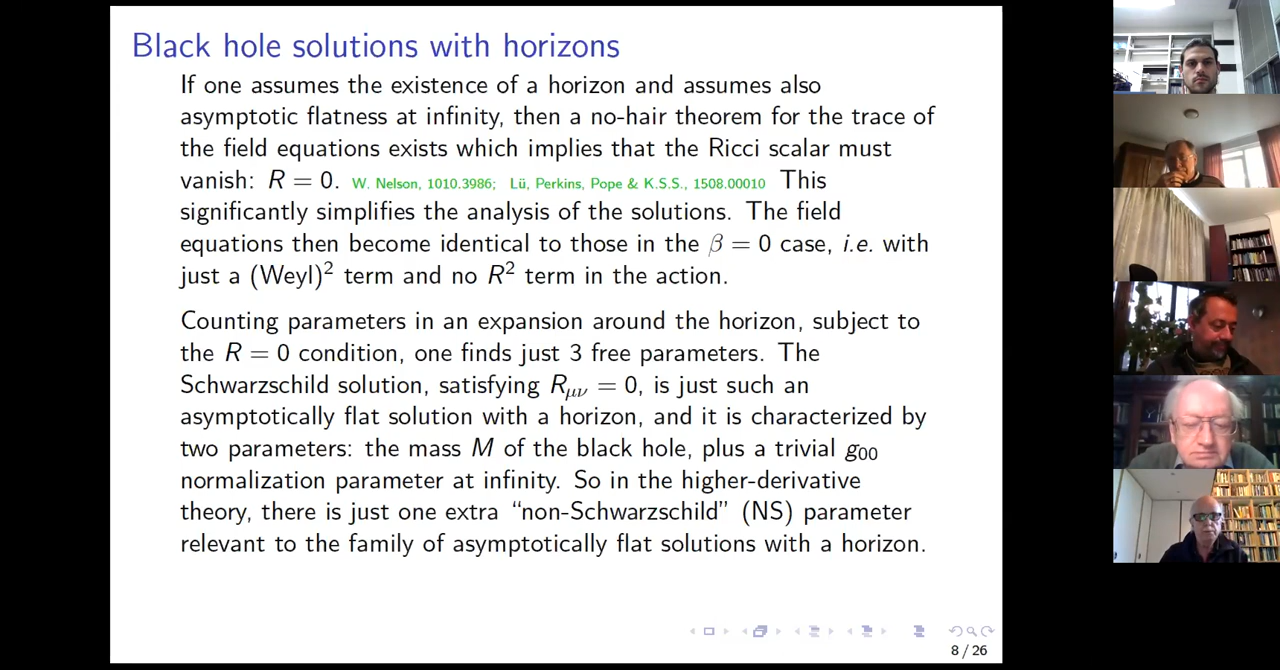 Black hole solutions with horizons
If one assumes the existence of a horizon and assumes also
asymptotic flatness at infinity, then a no-hair theorem for the trace of
the field equations exists which implies that the Ricci scalar must
vanish: R = 0. W. Nelson, 1010.3986; Lü, Perkins, Pope & K.S.S., 1508.00010 This
significantly simplifies the analysis of the solutions. The field
equations then become identical to those in the β = 0 case, i.e. with
just a (Weyl)² term and no R² term in the action.
Counting parameters in an expansion around the horizon, subject to
the R = 0 condition, one finds just 3 free parameters. The
Schwarzschild solution, satisfying Rμν = 0, is just such an
asymptotically flat solution with a horizon, and it is characterized by
two parameters: the mass M of the black hole, plus a trivial g₀₀
normalization parameter at infinity. So in the higher-derivative
theory, there is just one extra “non-Schwarzschild” (NS) parameter
relevant to the family of asymptotically flat solutions with a horizon.
8 / 26